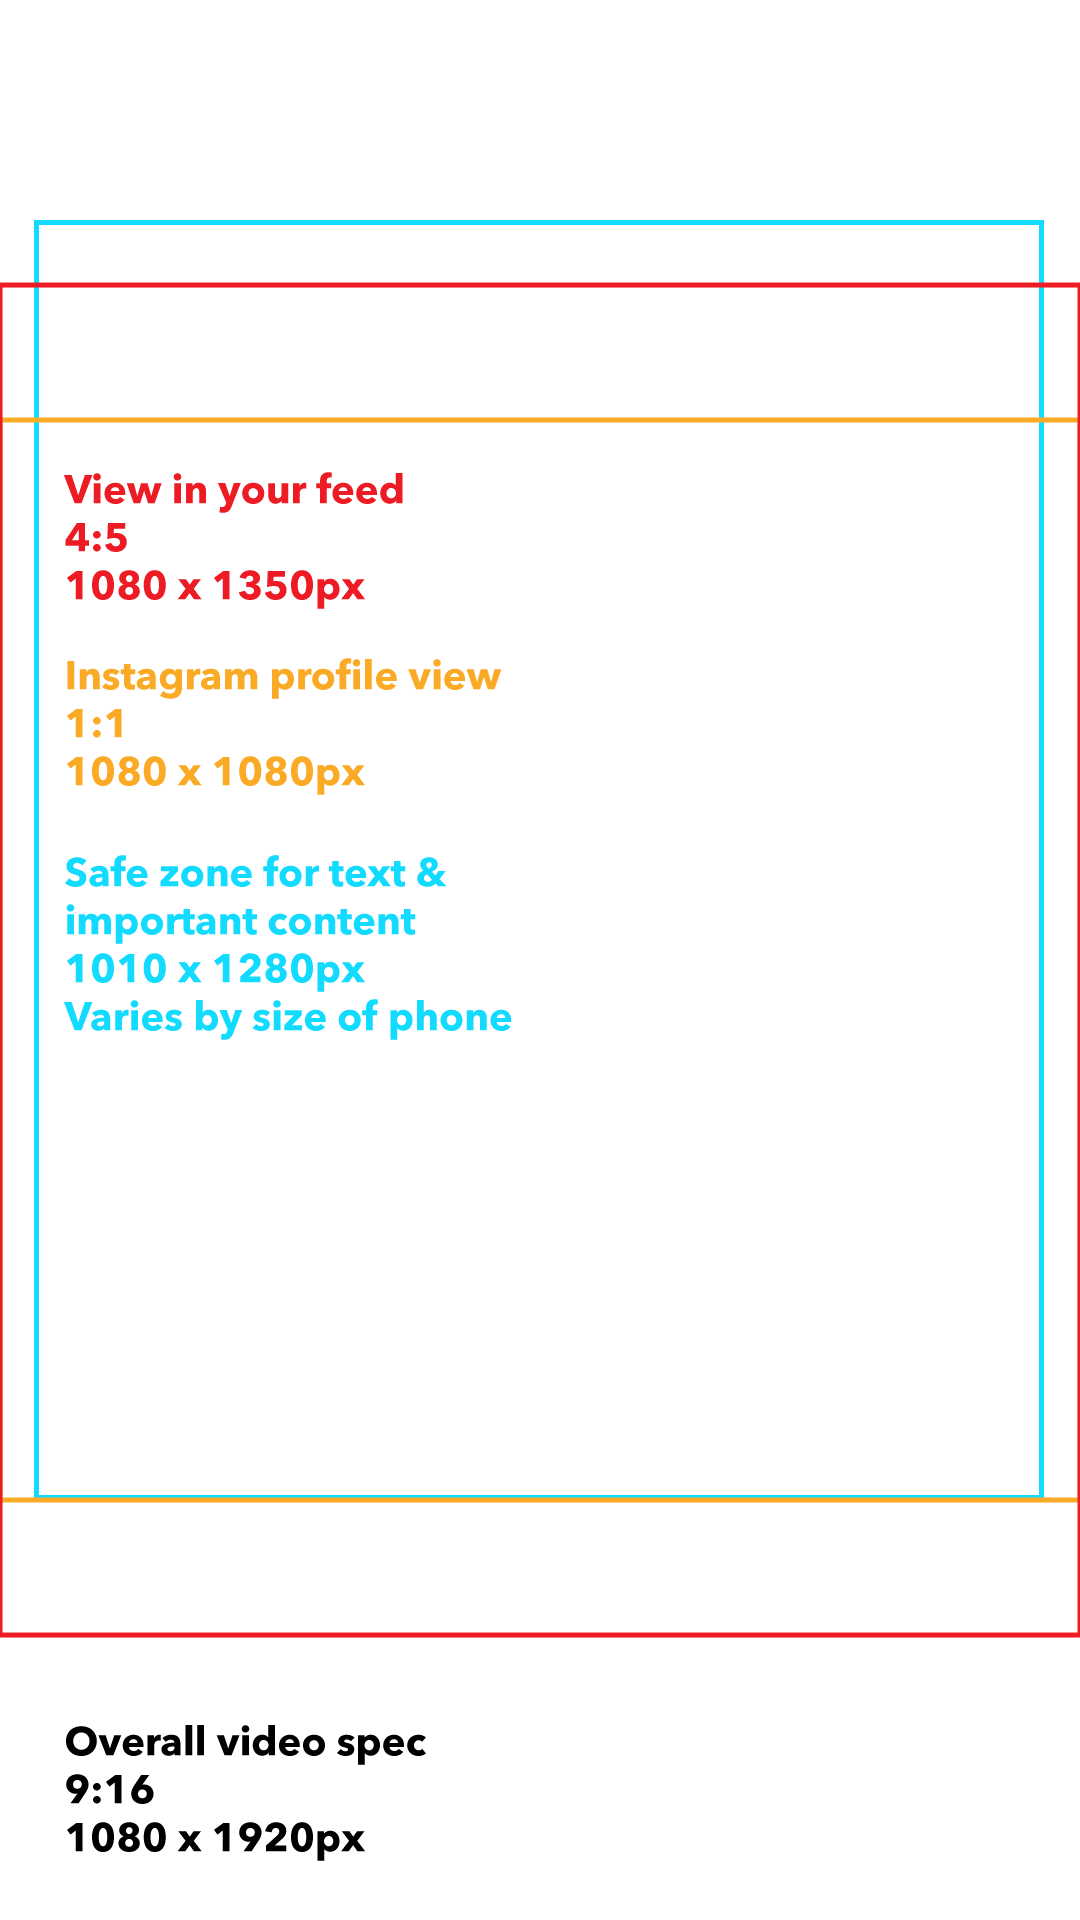 View in your feed
4:5
1080 x 1350px
Instagram profile view
1:1
1080 x 1080px
Safe zone for text &
important content
1010 x 1280px
Varies by size of phone
Overall video spec
9:16
1080 x 1920px